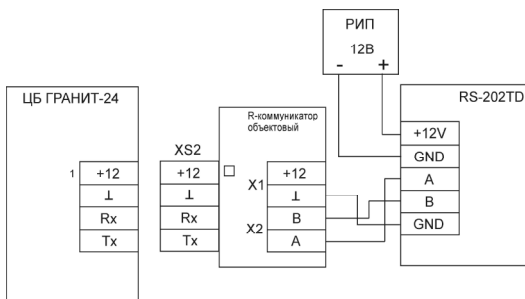 РИП
12В
- +
ЦБ ГРАНИТ-24
RS-202TD
R-коммуникатор
объектовый
XS2
1
+12
⊥
Rx
Tx
+12
⊥
Rx
Tx
X1
X2
+12
⊥
B
A
+12V
GND
A
B
GND